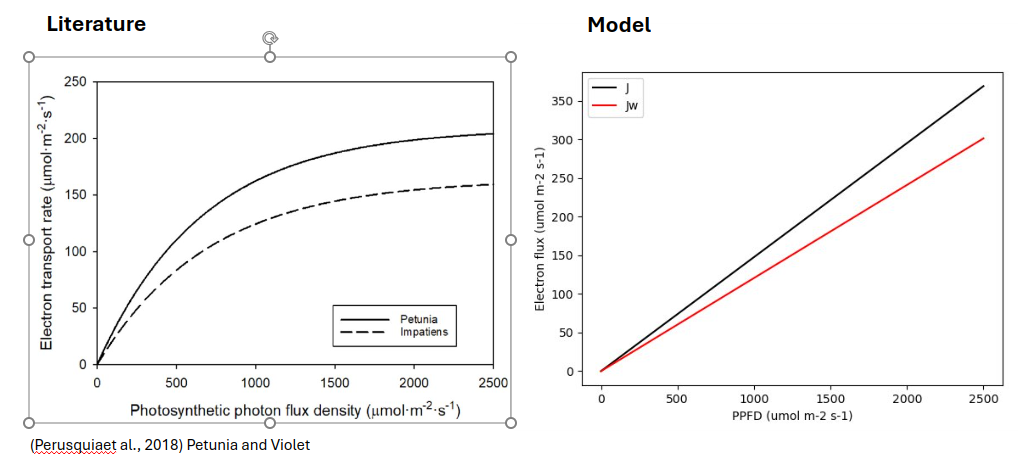 Literature
Model
250
200
150
100
50
0
Electron transport rate (μmol·m-2·s-1)
Petunia
Impatiens
0 500 1000 1500 2000 2500
Photosynthetic photon flux density (μmol·m-2·s-1)
(Perusquiaet al., 2018) Petunia and Violet
J
Jw
350
300
250
200
150
100
50
0
Electron flux (umol m-2 s-1)
0 500 1000 1500 2000 2500
PPFD (umol m-2 s-1)